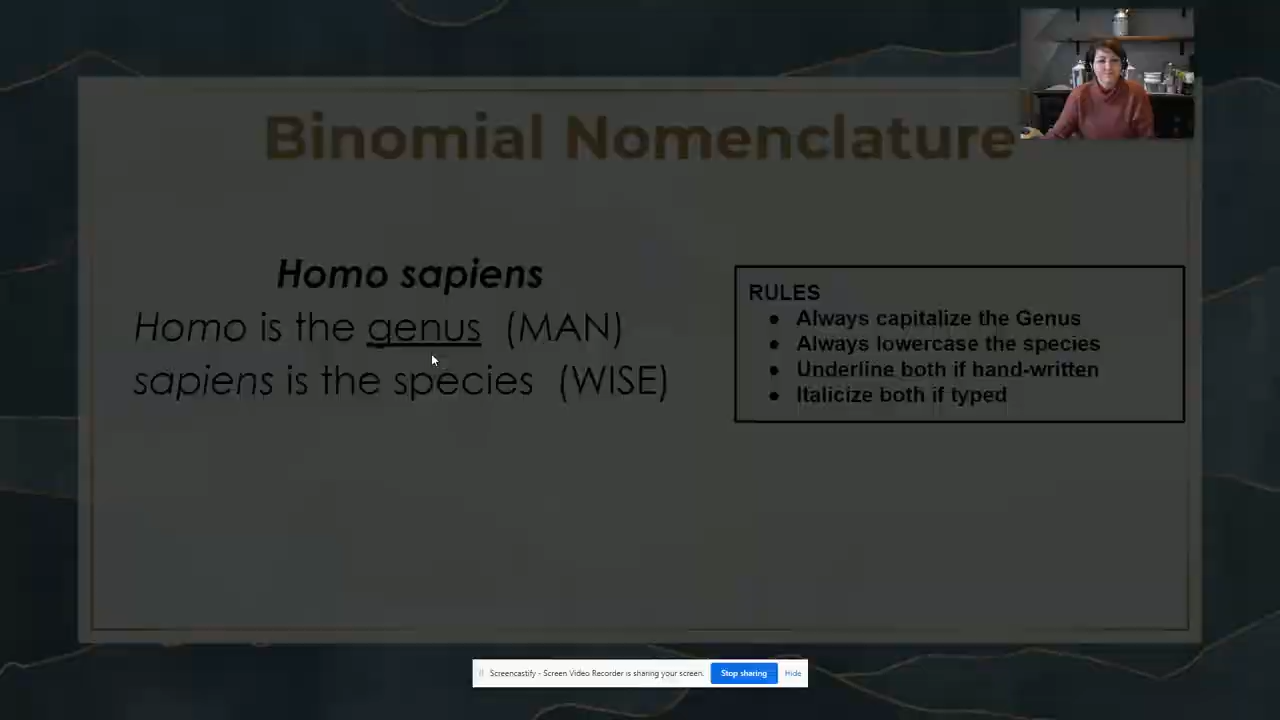 Binomial Nomenclature
Homo sapiens
Homo is the genus (MAN)
sapiens is the species (WISE)
RULES
● Always capitalize the Genus
● Always lowercase the species
● Underline both if hand-written
● Italicize both if typed
Screencastify - Screen Video Recorder is sharing your screen. Stop sharing Hide